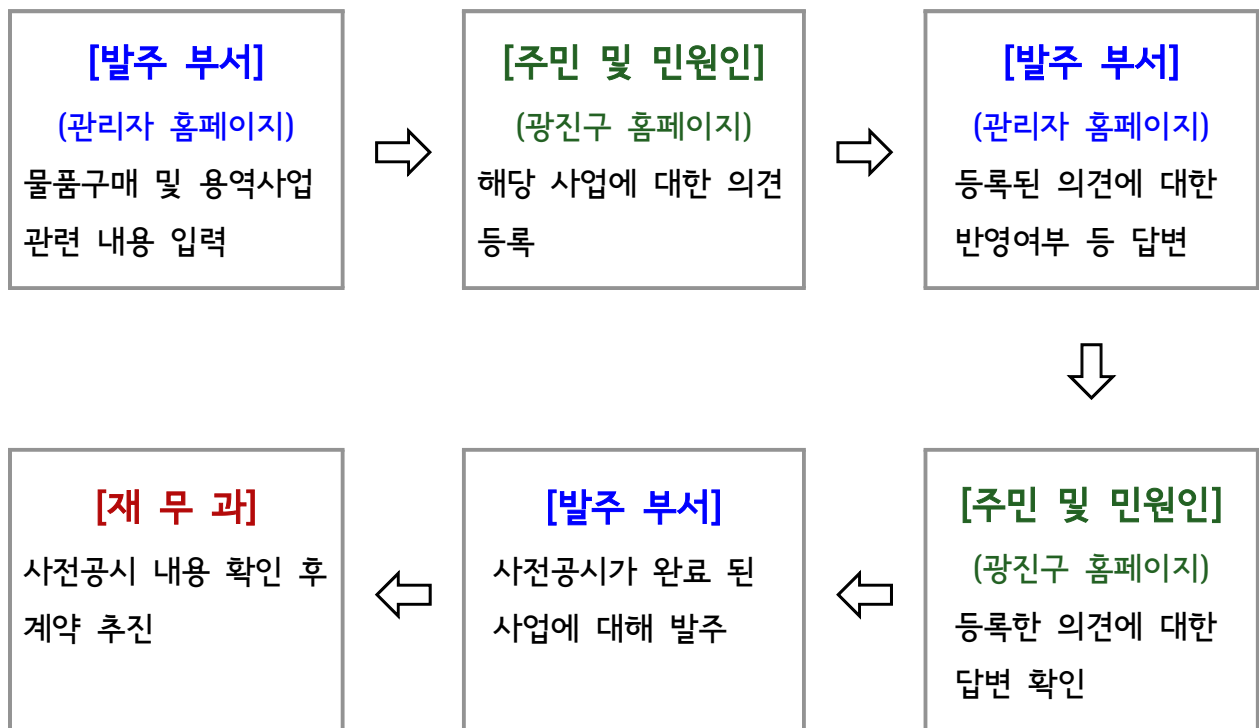 [발주 부서]
(관리자 홈페이지)
물품구매 및 용역사업
관련 내용 입력
[주민 및 민원인]
(광진구 홈페이지)
해당 사업에 대한 의견
등록
[발주 부서]
(관리자 홈페이지)
등록된 의견에 대한
반영여부 등 답변
[주민 및 민원인]
(광진구 홈페이지)
등록한 의견에 대한
답변 확인
[발주 부서]
사전공시가 완료 된
사업에 대해 발주
[재 무 과]
사전공시 내용 확인 후
계약 추진